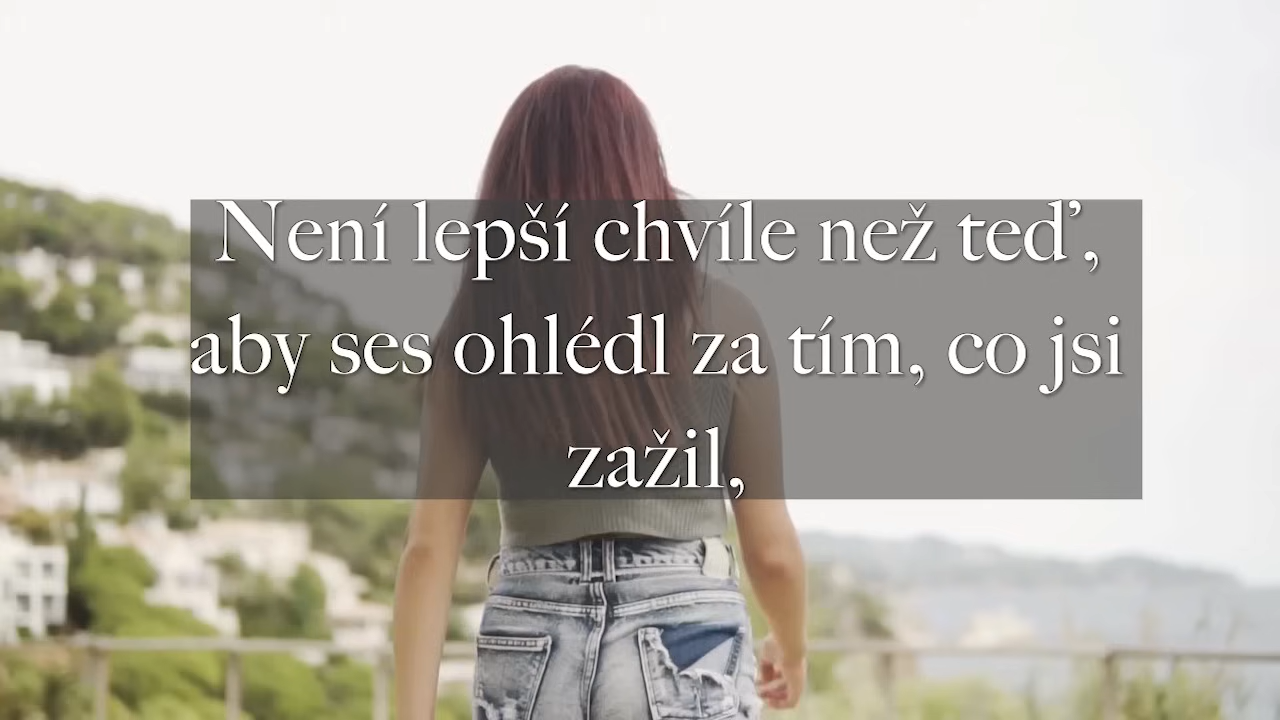 Není lepší chvíle než teď,
aby ses ohlédl za tím, co jsi
zažil,